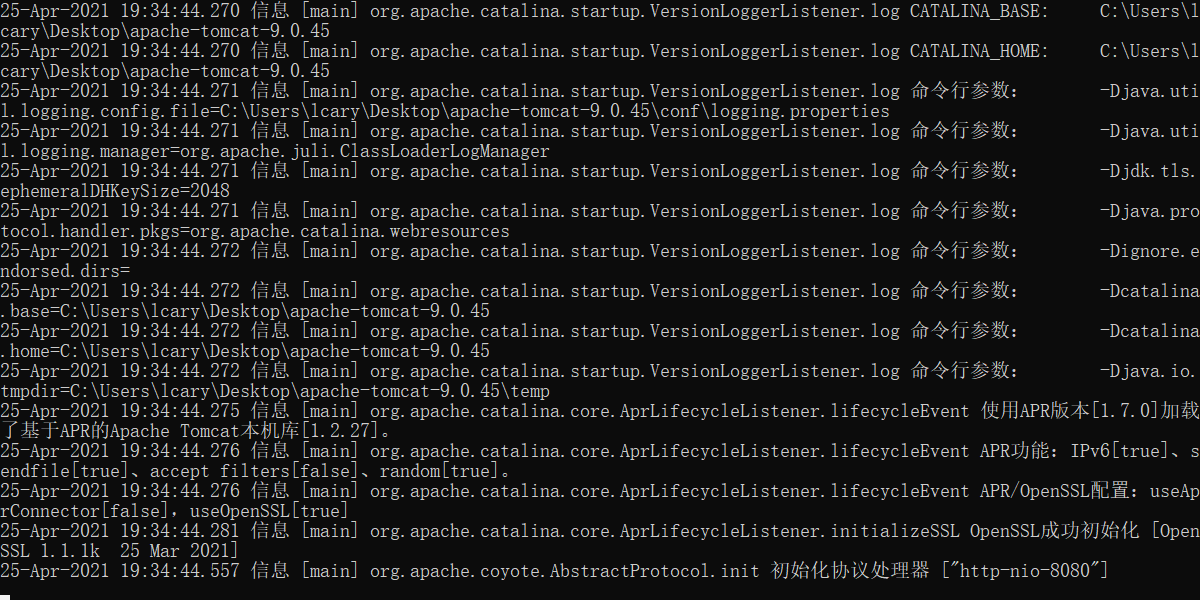 25-Apr-2021 19:34:44.270 信息 [main] org.apache.catalina.startup.VersionLoggerListener.log CATALINA_BASE:     C:\Users\l
cary\Desktop\apache-tomcat-9.0.45
25-Apr-2021 19:34:44.270 信息 [main] org.apache.catalina.startup.VersionLoggerListener.log CATALINA_HOME:     C:\Users\l
cary\Desktop\apache-tomcat-9.0.45
25-Apr-2021 19:34:44.271 信息 [main] org.apache.catalina.startup.VersionLoggerListener.log 命令行参数：       -Djava.uti
l.logging.config.file=C:\Users\lcary\Desktop\apache-tomcat-9.0.45\conf\logging.properties
25-Apr-2021 19:34:44.271 信息 [main] org.apache.catalina.startup.VersionLoggerListener.log 命令行参数：       -Djava.uti
l.logging.manager=org.apache.juli.ClassLoaderLogManager
25-Apr-2021 19:34:44.271 信息 [main] org.apache.catalina.startup.VersionLoggerListener.log 命令行参数：       -Djdk.tls.
ephemeralDHKeySize=2048
25-Apr-2021 19:34:44.271 信息 [main] org.apache.catalina.startup.VersionLoggerListener.log 命令行参数：       -Djava.pro
tocol.handler.pkgs=org.apache.catalina.webresources
25-Apr-2021 19:34:44.272 信息 [main] org.apache.catalina.startup.VersionLoggerListener.log 命令行参数：       -Dignore.e
ndorsed.dirs=
25-Apr-2021 19:34:44.272 信息 [main] org.apache.catalina.startup.VersionLoggerListener.log 命令行参数：       -Dcatalina
.base=C:\Users\lcary\Desktop\apache-tomcat-9.0.45
25-Apr-2021 19:34:44.272 信息 [main] org.apache.catalina.startup.VersionLoggerListener.log 命令行参数：       -Dcatalina
.home=C:\Users\lcary\Desktop\apache-tomcat-9.0.45
25-Apr-2021 19:34:44.272 信息 [main] org.apache.catalina.startup.VersionLoggerListener.log 命令行参数：       -Djava.io.
tmpdir=C:\Users\lcary\Desktop\apache-tomcat-9.0.45\temp
25-Apr-2021 19:34:44.275 信息 [main] org.apache.catalina.core.AprLifecycleListener.lifecycleEvent 使用APR版本[1.7.0]加载
了基于APR的Apache Tomcat本机库[1.2.27]。
25-Apr-2021 19:34:44.276 信息 [main] org.apache.catalina.core.AprLifecycleListener.lifecycleEvent APR功能：IPv6[true]、s
endfile[true]、accept filters[false]、random[true]。
25-Apr-2021 19:34:44.276 信息 [main] org.apache.catalina.core.AprLifecycleListener.lifecycleEvent APR/OpenSSL配置：useAp
rConnector[false]，useOpenSSL[true]
25-Apr-2021 19:34:44.281 信息 [main] org.apache.catalina.core.AprLifecycleListener.initializeSSL OpenSSL成功初始化 [Open
SSL 1.1.1k  25 Mar 2021]
25-Apr-2021 19:34:44.557 信息 [main] org.apache.coyote.AbstractProtocol.init 初始化协议处理器 ["http-nio-8080"]